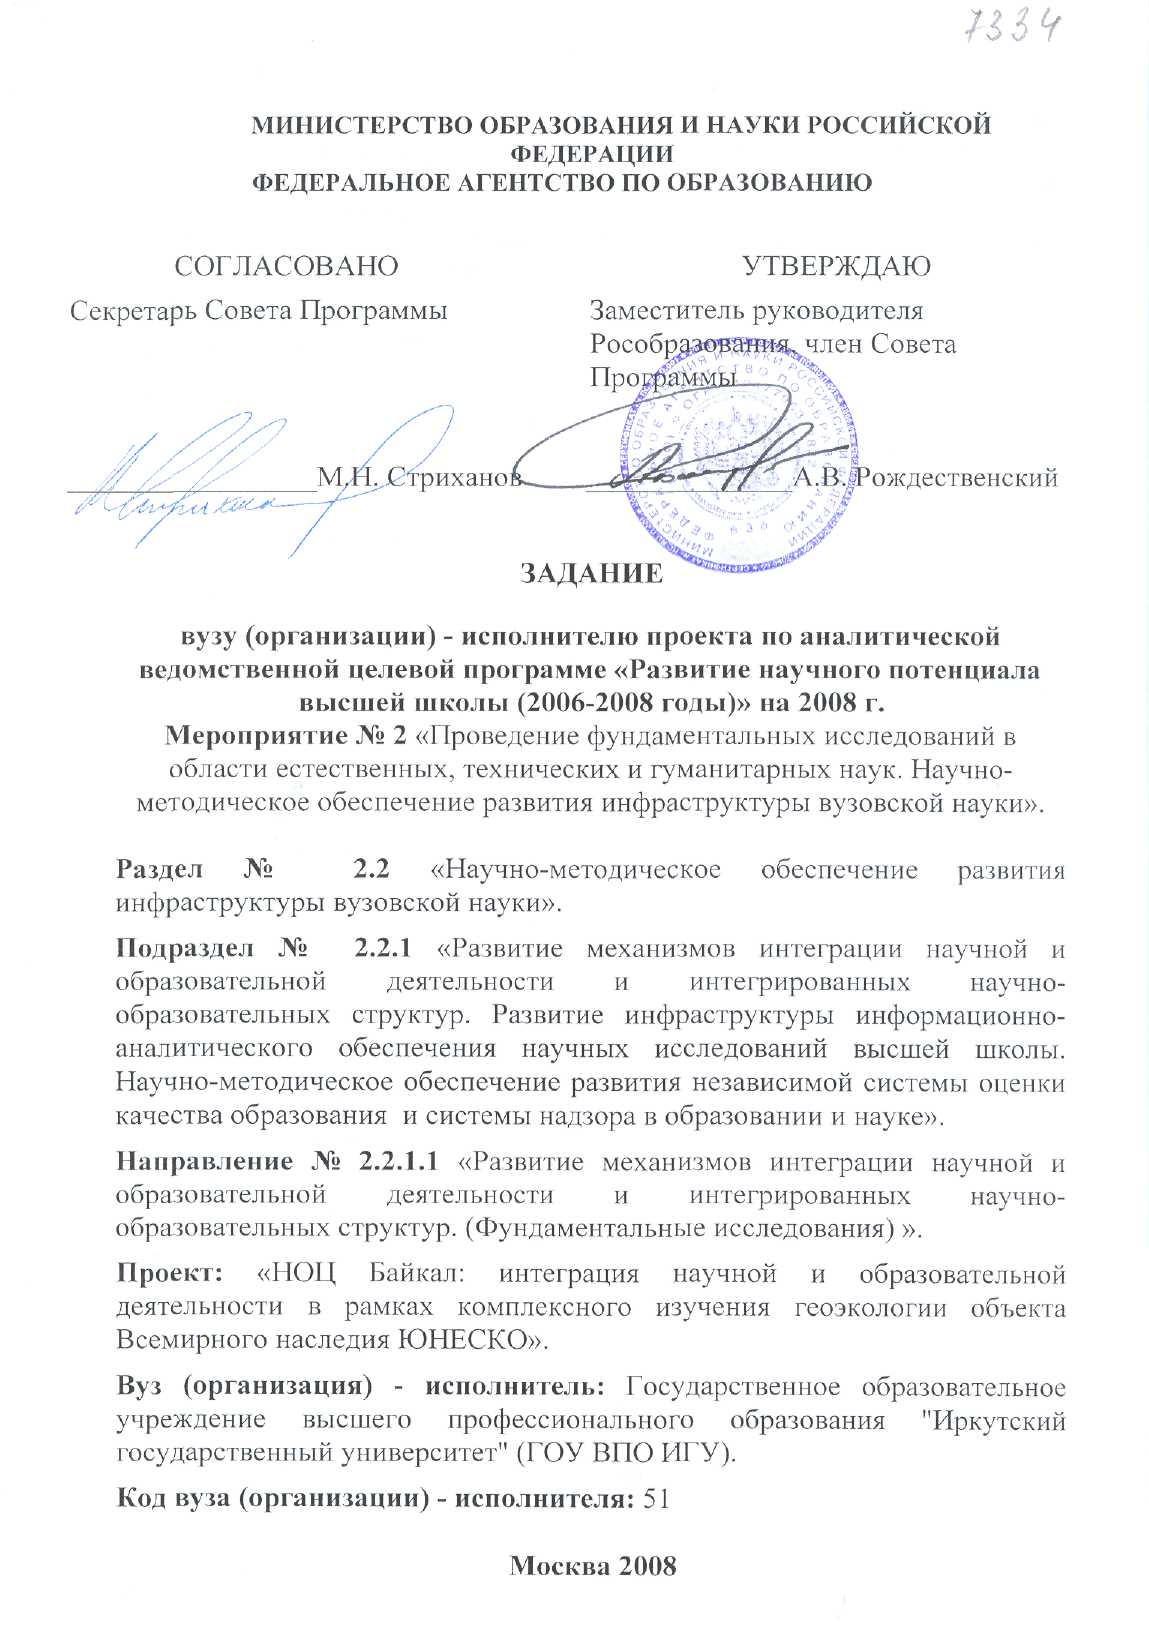 7334
МИНИСТЕРСТВО ОБРАЗОВАНИЯ И НАУКИ РОССИЙСКОЙ
ФЕДЕРАЦИИ
ФЕДЕРАЛЬНОЕ АГЕНТСТВО ПО ОБРАЗОВАНИЮ
СОГЛАСОВАНО
Секретарь Совета Программы
М.Н. Стриханов
УТВЕРЖДАЮ
Заместитель руководителя
Рособразования, член Совета
Программы
А.В. Рождественский
ЗАДАНИЕ
вузу (организации) - исполнителю проекта по аналитической
ведомственной целевой программе «Развитие научного потенциала
высшей школы (2006-2008 годы)» на 2008 г.
Мероприятие № 2 «Проведение фундаментальных исследований в
области естественных, технических и гуманитарных наук. Научно-
методическое обеспечение развития инфраструктуры вузовской науки».
Раздел № 2.2 «Научно-методическое обеспечение развития
инфраструктуры вузовской науки».
Подраздел № 2.2.1 «Развитие механизмов интеграции научной и
образовательной деятельности и интегрированных научно-
образовательных структур. Развитие инфраструктуры информационно-
аналитического обеспечения научных исследований высшей школы.
Научно-методическое обеспечение развития независимой системы оценки
качества образования и системы надзора в образовании и науке».
Направление № 2.2.1.1 «Развитие механизмов интеграции научной и
образовательной деятельности и интегрированных научно-
образовательных структур. (Фундаментальные исследования) ».
Проект: «НОЦ Байкал: интеграция научной и образовательной
деятельности в рамках комплексного изучения геоэкологии объекта
Всемирного наследия ЮНЕСКО».
Вуз (организация) - исполнитель: Государственное образовательное
учреждение высшего профессионального образования "Иркутский
государственный университет" (ГОУ ВПО ИГУ).
Код вуза (организации) - исполнителя: 51
Москва 2008